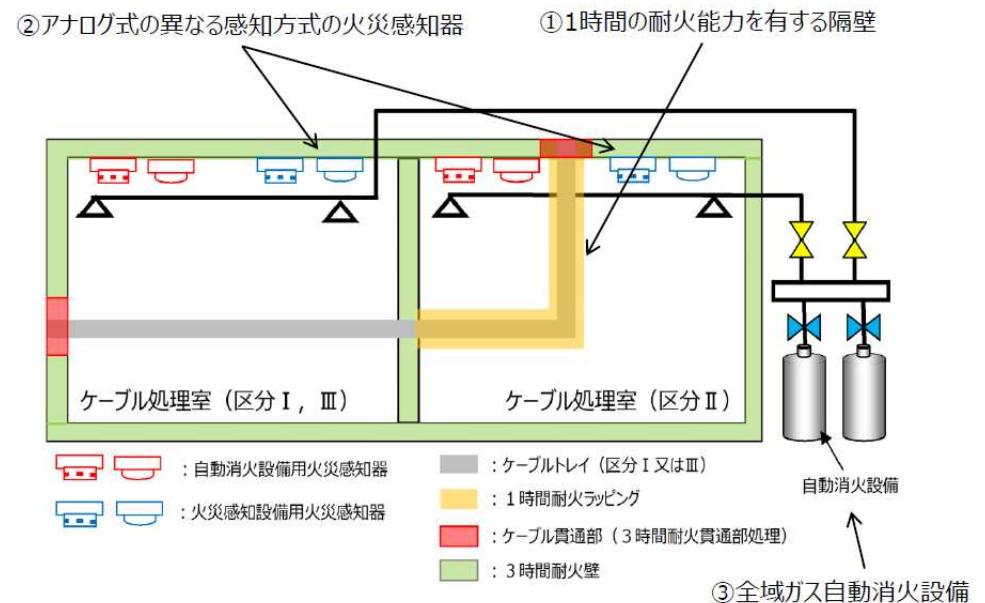 ②アナログ式の異なる感知方式の火災感知器
①1時間の耐火能力を有する隔壁
ケーブル処理室（区分Ⅰ，Ⅲ）
ケーブル処理室（区分Ⅱ）
：自動消火設備用火災感知器
：火災感知設備用火災感知器
：ケーブルトレイ（区分Ⅰ又はⅢ）
：１時間耐火ラッピング
：ケーブル貫通部（３時間耐火貫通部処理）
：３時間耐火壁
自動消火設備
③全域ガス自動消火設備